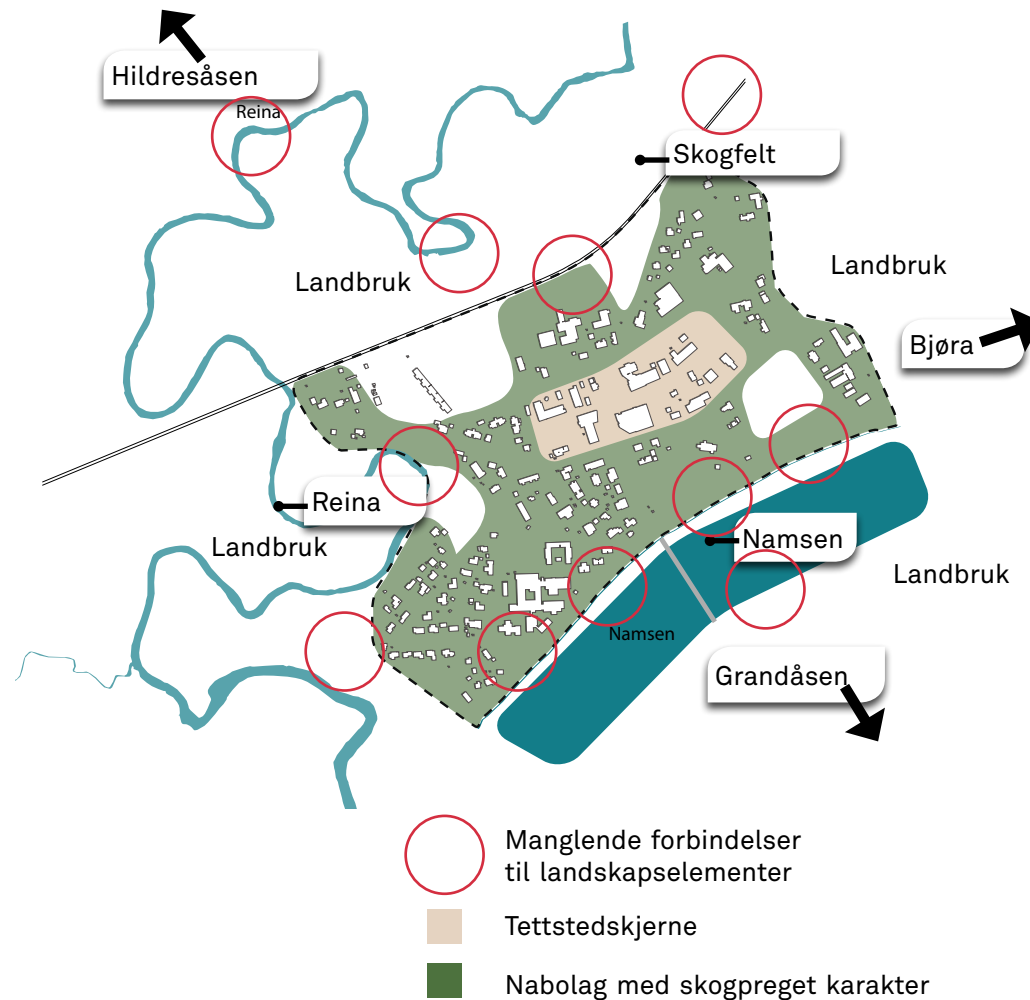 Hildresåsen
Reina
Skogfelt
Landbruk
Landbruk
Bjøra
Reina
Landbruk
Namsen
Landbruk
Namsen
Grandåsen
Manglende forbindelser
til landskapselementer
Tettstedskjerne
Nabolag med skogpreget karakter